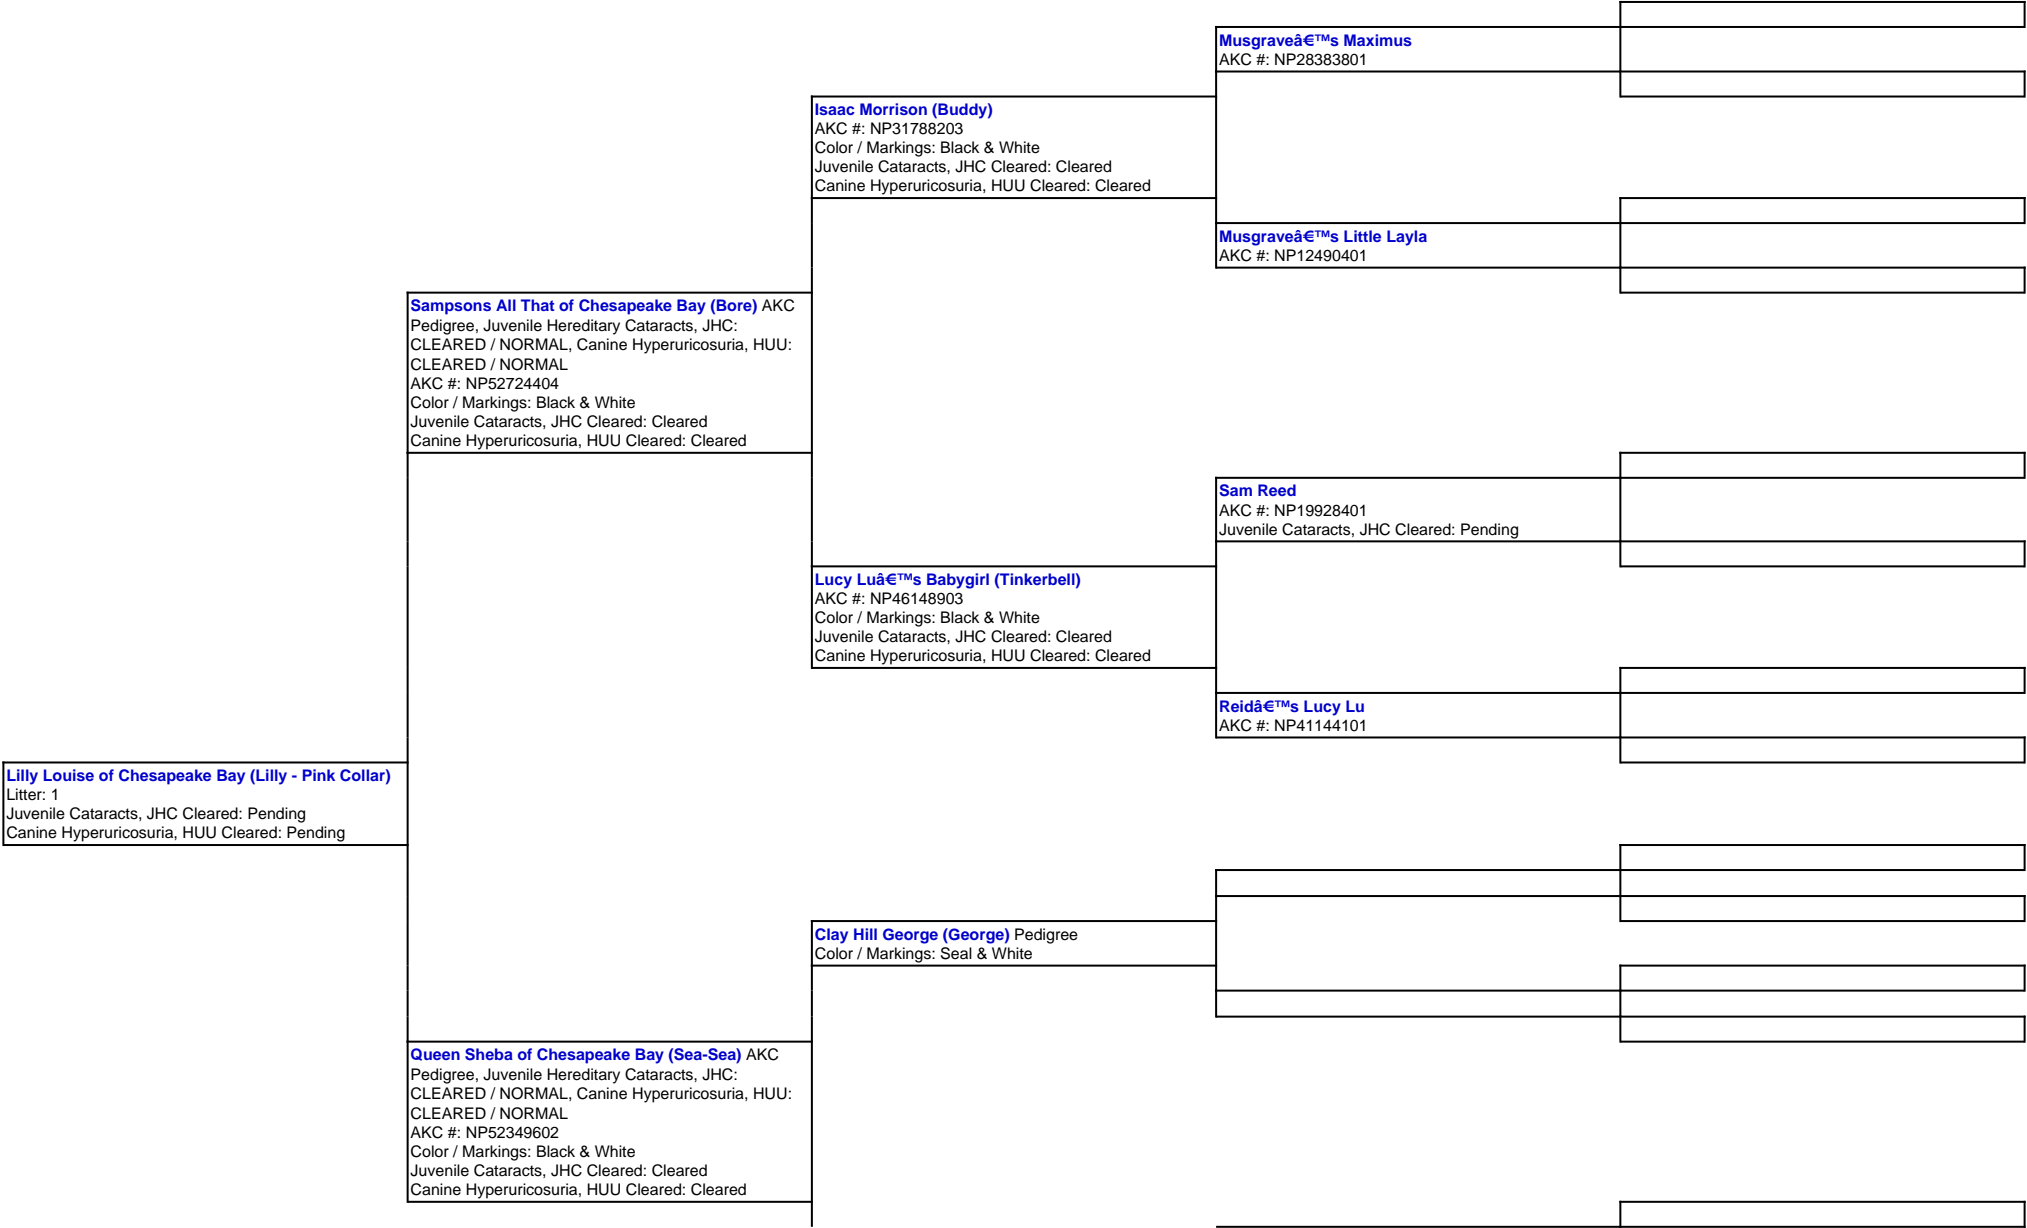 Musgraveâ€™s Maximus
AKC #: NP28383801
Isaac Morrison (Buddy)
AKC #: NP31788203
Color / Markings: Black & White
Juvenile Cataracts, JHC Cleared: Cleared
Canine Hyperuricosuria, HUU Cleared: Cleared
Musgraveâ€™s Little Layla
AKC #: NP12490401
Sampsons All That of Chesapeake Bay (Bore) AKC
Pedigree, Juvenile Hereditary Cataracts, JHC:
CLEARED / NORMAL, Canine Hyperuricosuria, HUU:
CLEARED / NORMAL
AKC #: NP52724404
Color / Markings: Black & White
Juvenile Cataracts, JHC Cleared: Cleared
Canine Hyperuricosuria, HUU Cleared: Cleared
Sam Reed
AKC #: NP19928401
Juvenile Cataracts, JHC Cleared: Pending
Lucy Luâ€™s Babygirl (Tinkerbell)
AKC #: NP46148903
Color / Markings: Black & White
Juvenile Cataracts, JHC Cleared: Cleared
Canine Hyperuricosuria, HUU Cleared: Cleared
Reidâ€™s Lucy Lu
AKC #: NP41144101
Lilly Louise of Chesapeake Bay (Lilly - Pink Collar)
Litter: 1
Juvenile Cataracts, JHC Cleared: Pending
Canine Hyperuricosuria, HUU Cleared: Pending
Clay Hill George (George) Pedigree
Color / Markings: Seal & White
Queen Sheba of Chesapeake Bay (Sea-Sea) AKC
Pedigree, Juvenile Hereditary Cataracts, JHC:
CLEARED / NORMAL, Canine Hyperuricosuria, HUU:
CLEARED / NORMAL
AKC #: NP52349602
Color / Markings: Black & White
Juvenile Cataracts, JHC Cleared: Cleared
Canine Hyperuricosuria, HUU Cleared: Cleared